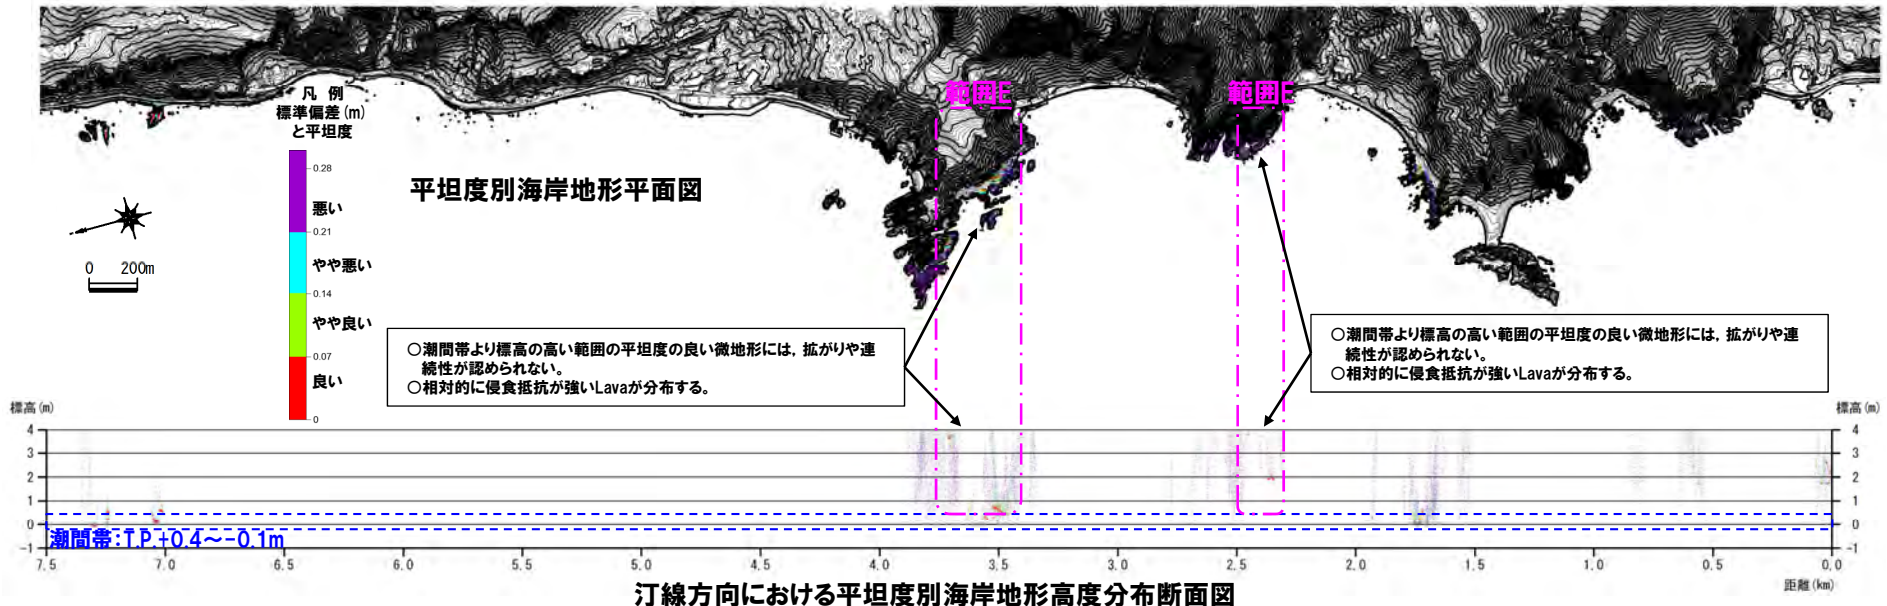 範囲E
範囲E
凡 例
標準偏差(m)
と平坦度
0.28
悪い
0.21
やや悪い
0.14
やや良い
0.07
良い
0
平坦度別海岸地形平面図
0 200m
○潮間帯より標高の高い範囲の平坦度の良い微地形には，拡がりや連
続性が認められない。
○相対的に侵食抵抗が強いLavaが分布する。
○潮間帯より標高の高い範囲の平坦度の良い微地形には，拡がりや連
続性が認められない。
○相対的に侵食抵抗が強いLavaが分布する。
標高(m)
標高(m)
4 4
3 3
2 2
1 1
0 0
潮間帯：T.P.+0.4～-0.1m
-1 -1
7.5 7.0 6.5 6.0 5.5 5.0 4.5 4.0 3.5 3.0 2.5 2.0 1.5 1.0 0.5 0.0
距離(km)
汀線方向における平坦度別海岸地形高度分布断面図